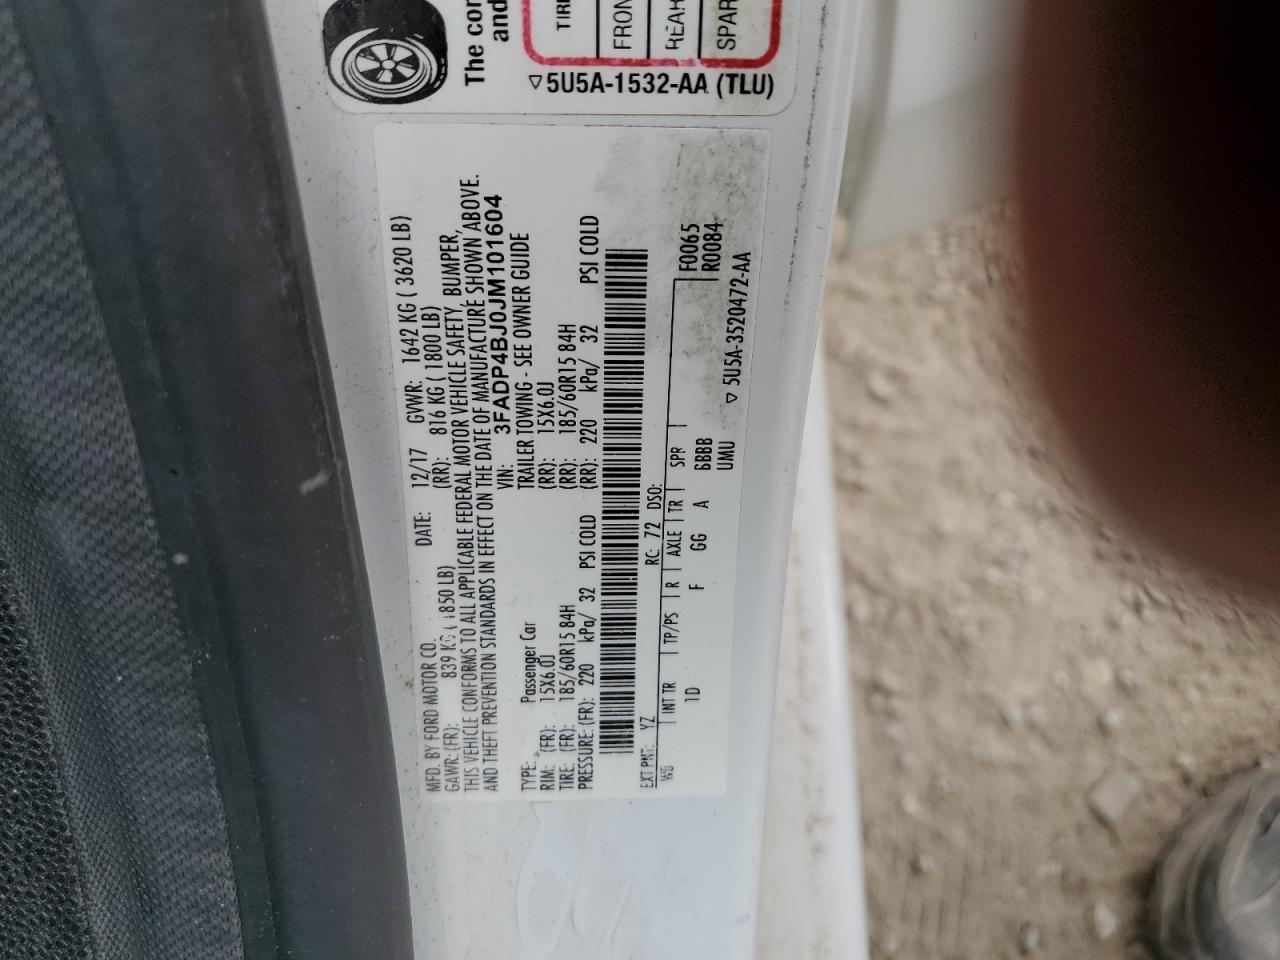 The con
and
TIRE
FRON
REAR
SPAR
▽5U5A-1532-AA (TLU)
MFD. BY FORD MOTOR CO. DATE: 12/17 GVWR: 1642 KG ( 3620 LB)
GAWR: (FR): 839 KG ( 1850 LB) (RR): 816 KG ( 1800 LB)
THIS VEHICLE CONFORMS TO ALL APPLICABLE FEDERAL MOTOR VEHICLE SAFETY, BUMPER,
AND THEFT PREVENTION STANDARDS IN EFFECT ON THE DATE OF MANUFACTURE SHOWN ABOVE.
VIN: 3FADP4BJ0JM101604
TYPE: Passenger Car TRAILER TOWING - SEE OWNER GUIDE
RIM: (FR): 15X6.0J (RR): 15X6.0J
TIRE: (FR): 185/60R15 84H (RR): 185/60R15 84H
PRESSURE: (FR): 220 kPa/ 32 PSI COLD (RR): 220 kPa/ 32 PSI COLD
EXT PNT: YZ RC: 72 DSO: F0065
WB INT TR TP/PS R AXLE TR SPR R0084
1D F GG A BBBB
UMU
▽5U5A-3520472-AA